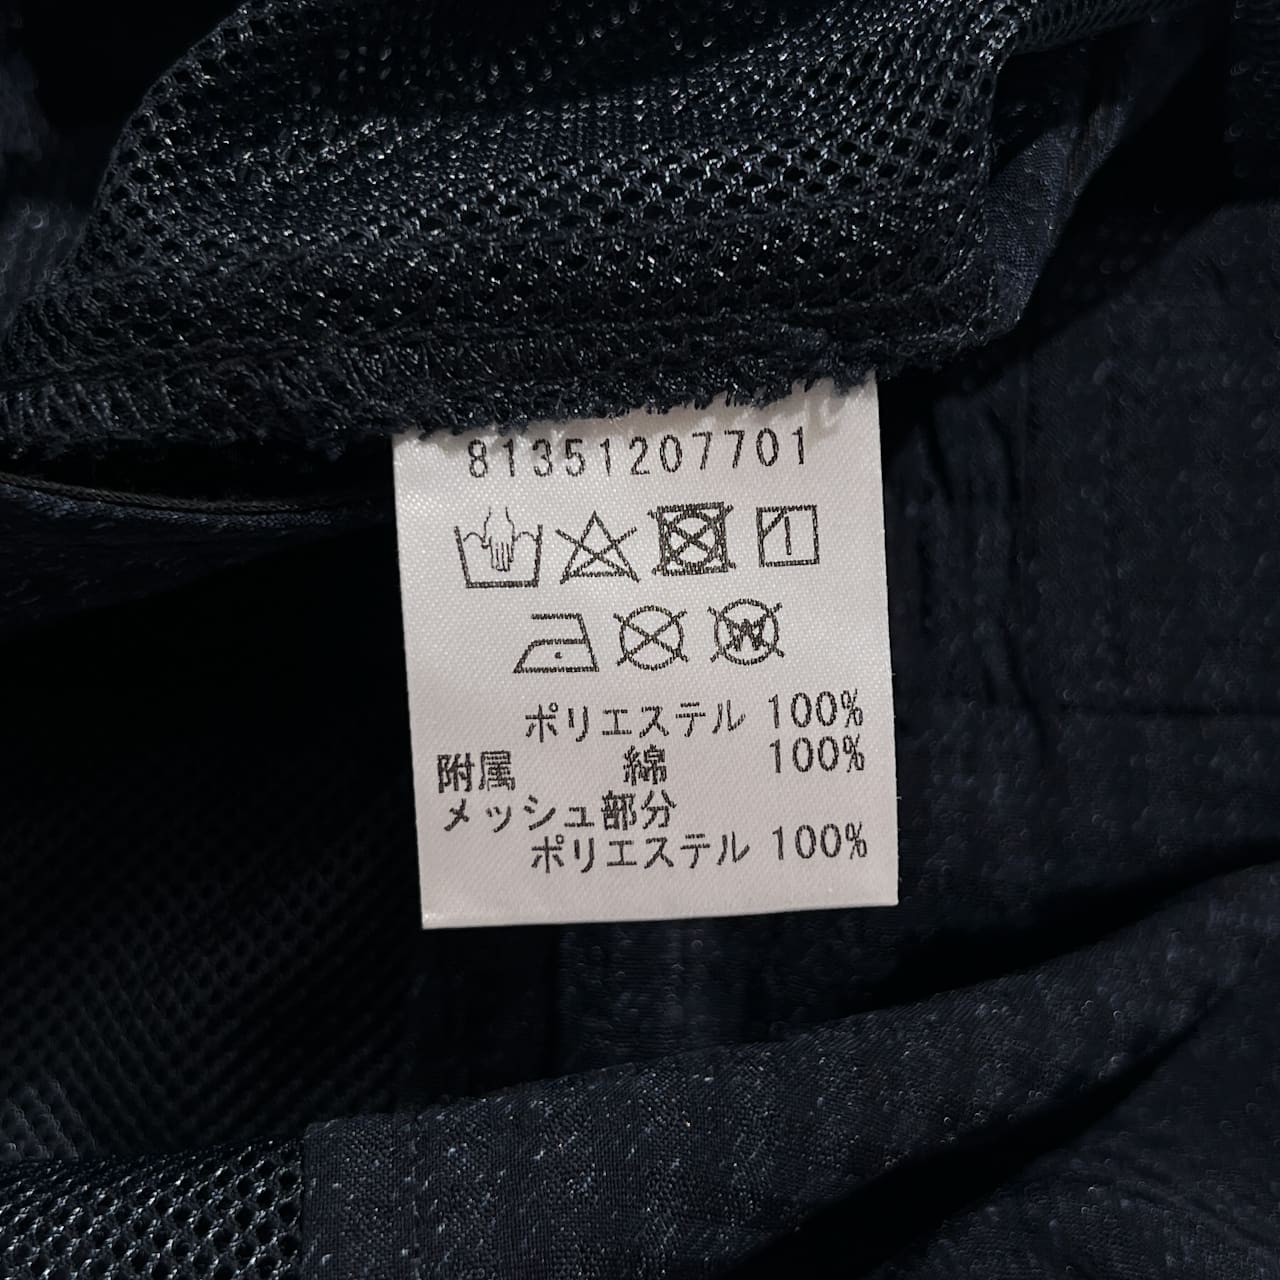 81351207701
ポリエステル 100%
附属 綿 100%
メッシュ部分
ポリエステル 100%